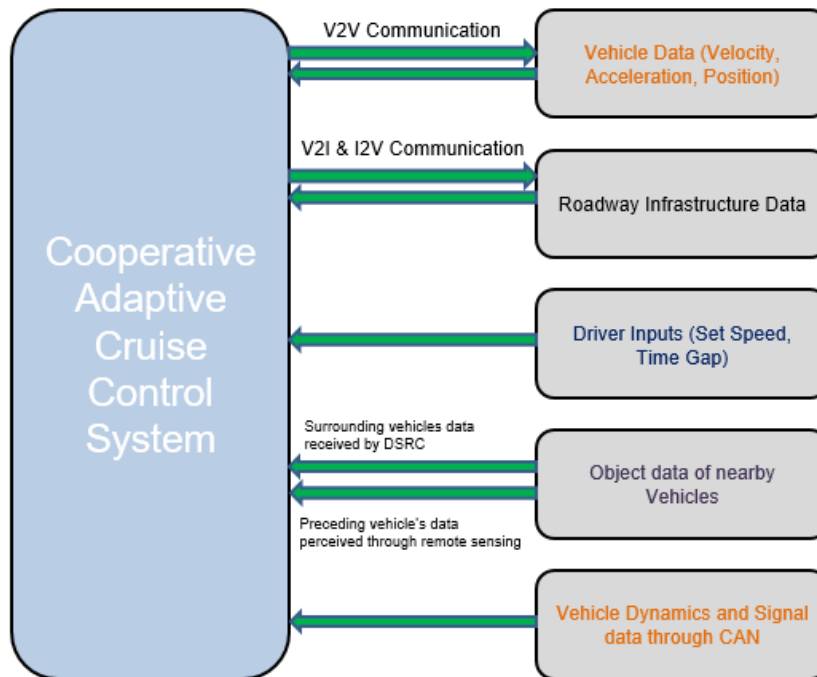 V2V Communication
Vehicle Data (Velocity,
Acceleration, Position)
V2I & I2V Communication
Roadway Infrastructure Data
Cooperative
Adaptive
Cruise
Control
System
Driver Inputs (Set Speed,
Time Gap)
Surrounding vehicles data
received by DSRC
Object data of nearby
Vehicles
Preceding vehicle's data
perceived through remote sensing
Vehicle Dynamics and Signal
data through CAN